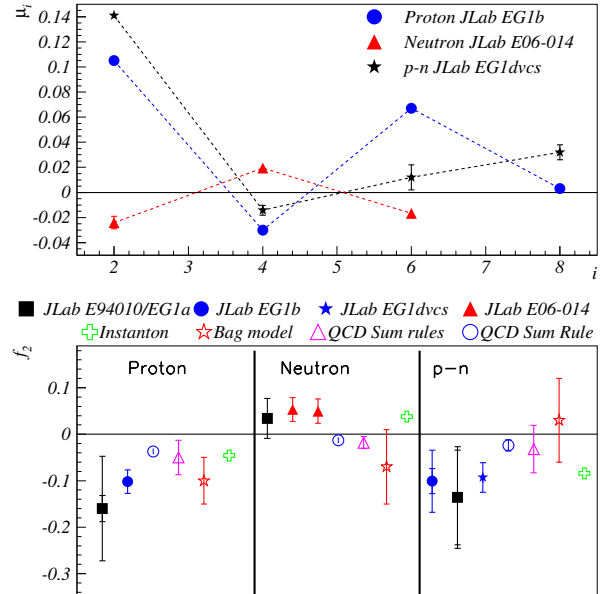 μi
0.14
0.12
0.1
0.08
0.06
0.04
0.02
0
-0.02
-0.04
Proton JLab EG1b
Neutron JLab E06-014
p-n JLab EG1dvcs
2 3 4 5 6 7 8 i
JLab E94010/EG1a JLab EG1b JLab EG1dvcs JLab E06-014
Instanton Bag model QCD Sum rules QCD Sum Rule
f2
Proton Neutron p-n
0.1
0
-0.1
-0.2
-0.3